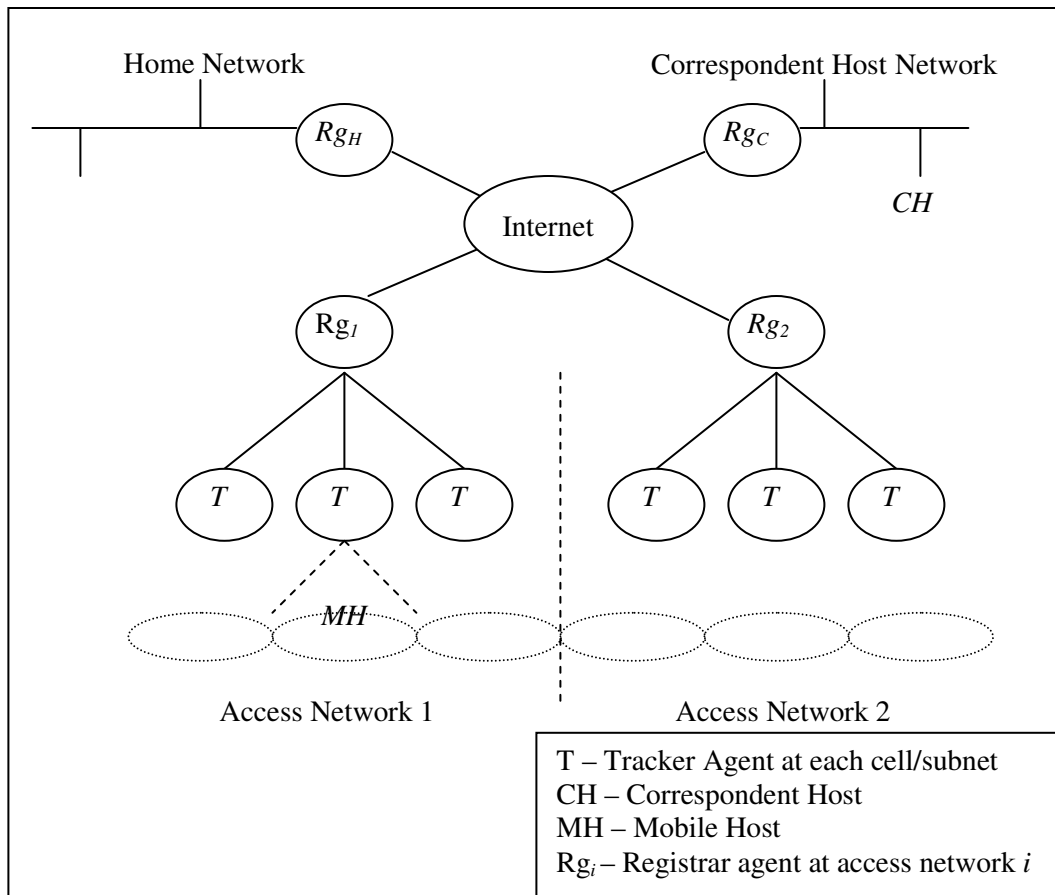 Home Network
Correspondent Host Network
RgH
RgC
CH
Internet
Rg1
Rg2
T
T
T
T
T
T
MH
Access Network 1
Access Network 2
T – Tracker Agent at each cell/subnet
CH – Correspondent Host
MH – Mobile Host
Rgi – Registrar agent at access network i